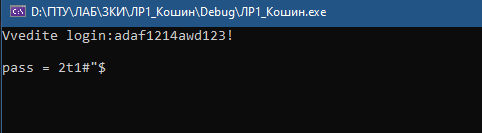 D:\ПТУ\ЛАБ\ЗКИ\ЛР1_Кошин\Debug\ЛР1_Кошин.exe
Vvedite login:adaf1214awd123!
pass = 2t1#"$